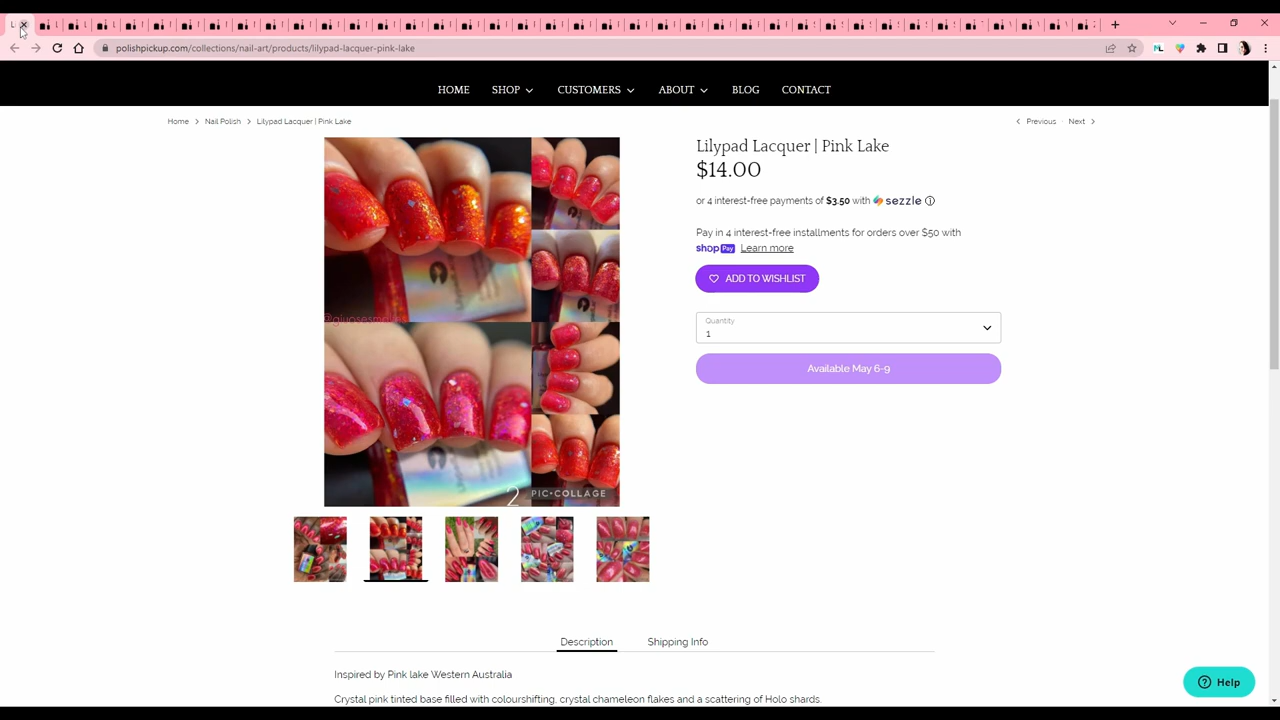 polishpickup.com/collections/nail-art/products/lilypad-lacquer-pink-lake
HOME SHOP CUSTOMERS ABOUT BLOG CONTACT
Home > Nail Polish > Lilypad Lacquer | Pink Lake
< Previous Next >
Lilypad Lacquer | Pink Lake
$14.00
or 4 interest-free payments of $3.50 with sezzle
Pay in 4 interest-free installments for orders over $50 with
shop Pay Learn more
ADD TO WISHLIST
Quantity
1
Available May 6-9
2 PIC•COLLAGE
Description Shipping Info
Inspired by Pink lake Western Australia
Crystal pink tinted base filled with colourshifting, crystal chameleon flakes and a scattering of Holo shards.
Help